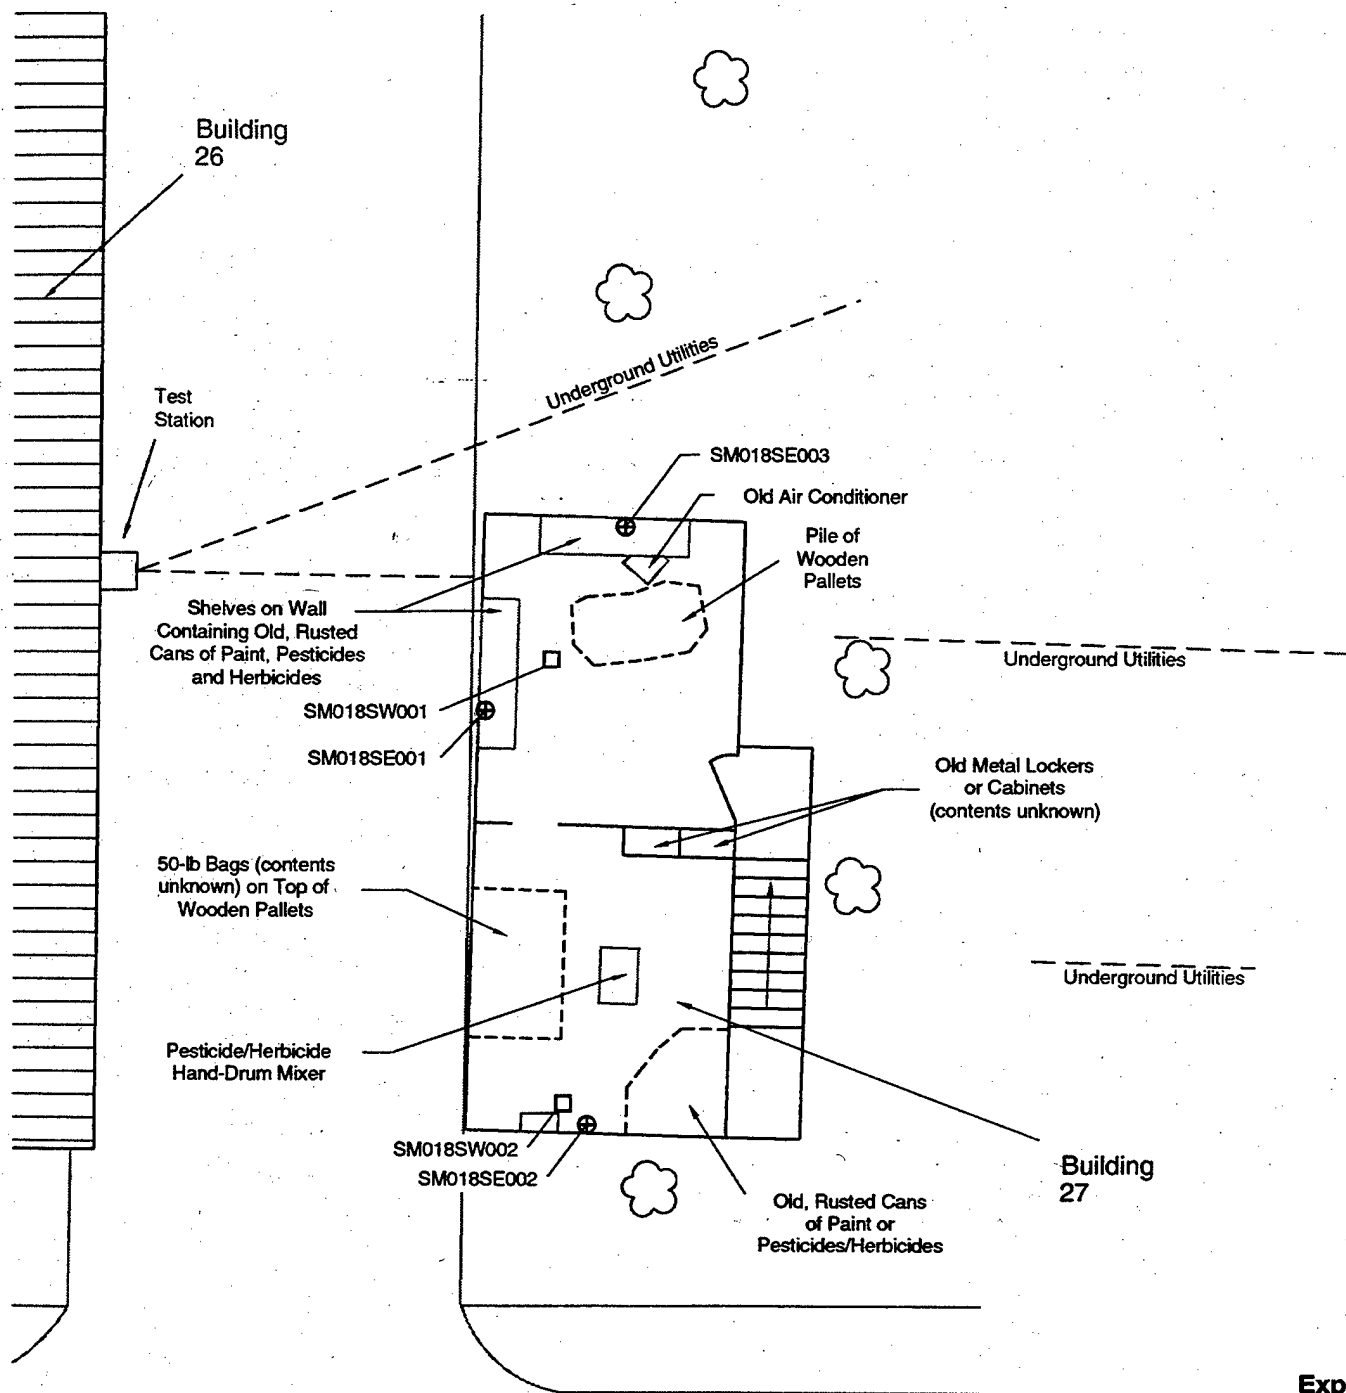 Building
26
Underground Utilities
Test
Station
SM018SE003
Old Air Conditioner
Pile of
Wooden
Pallets
Shelves on Wall
Containing Old, Rusted
Cans of Paint, Pesticides
and Herbicides
Underground Utilities
SM018SW001
SM018SE001
Old Metal Lockers
or Cabinets
(contents unknown)
50-lb Bags (contents
unknown) on Top of
Wooden Pallets
Underground Utilities
Pesticide/Herbicide
Hand-Drum Mixer
SM018SW002
SM018SE002
Building
27
Old, Rusted Cans
of Paint or
Pesticides/Herbicides
Exp